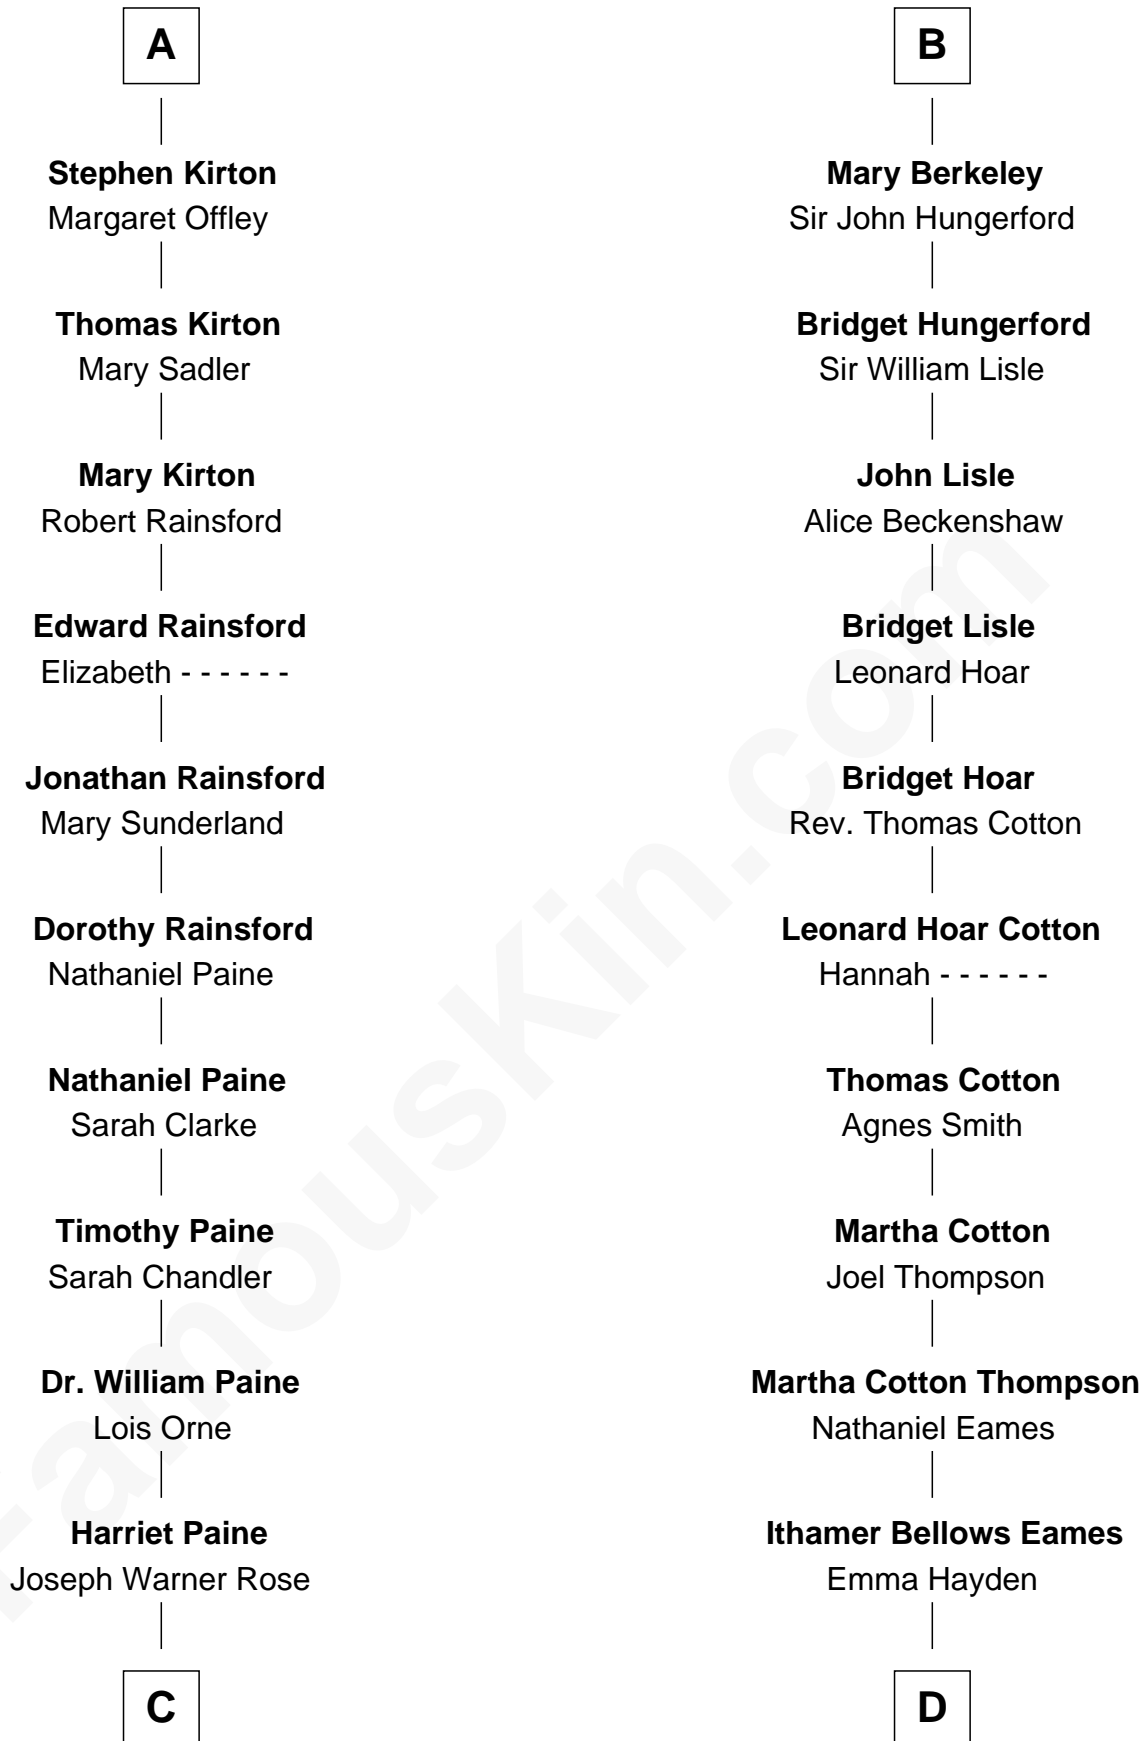 A
Stephen Kirton
Margaret Offley
Thomas Kirton
Mary Sadler
Mary Kirton
Robert Rainsford
Edward Rainsford
Elizabeth - - - - - -
Jonathan Rainsford
Mary Sunderland
Dorothy Rainsford
Nathaniel Paine
Nathaniel Paine
Sarah Clarke
Timothy Paine
Sarah Chandler
Dr. William Paine
Lois Orne
Harriet Paine
Joseph Warner Rose
C
B
Mary Berkeley
Sir John Hungerford
Bridget Hungerford
Sir William Lisle
John Lisle
Alice Beckenshaw
Bridget Lisle
Leonard Hoar
Bridget Hoar
Rev. Thomas Cotton
Leonard Hoar Cotton
Hannah - - - - - -
Thomas Cotton
Agnes Smith
Martha Cotton
Joel Thompson
Martha Cotton Thompson
Nathaniel Eames
Ithamer Bellows Eames
Emma Hayden
D
FamousKin.com